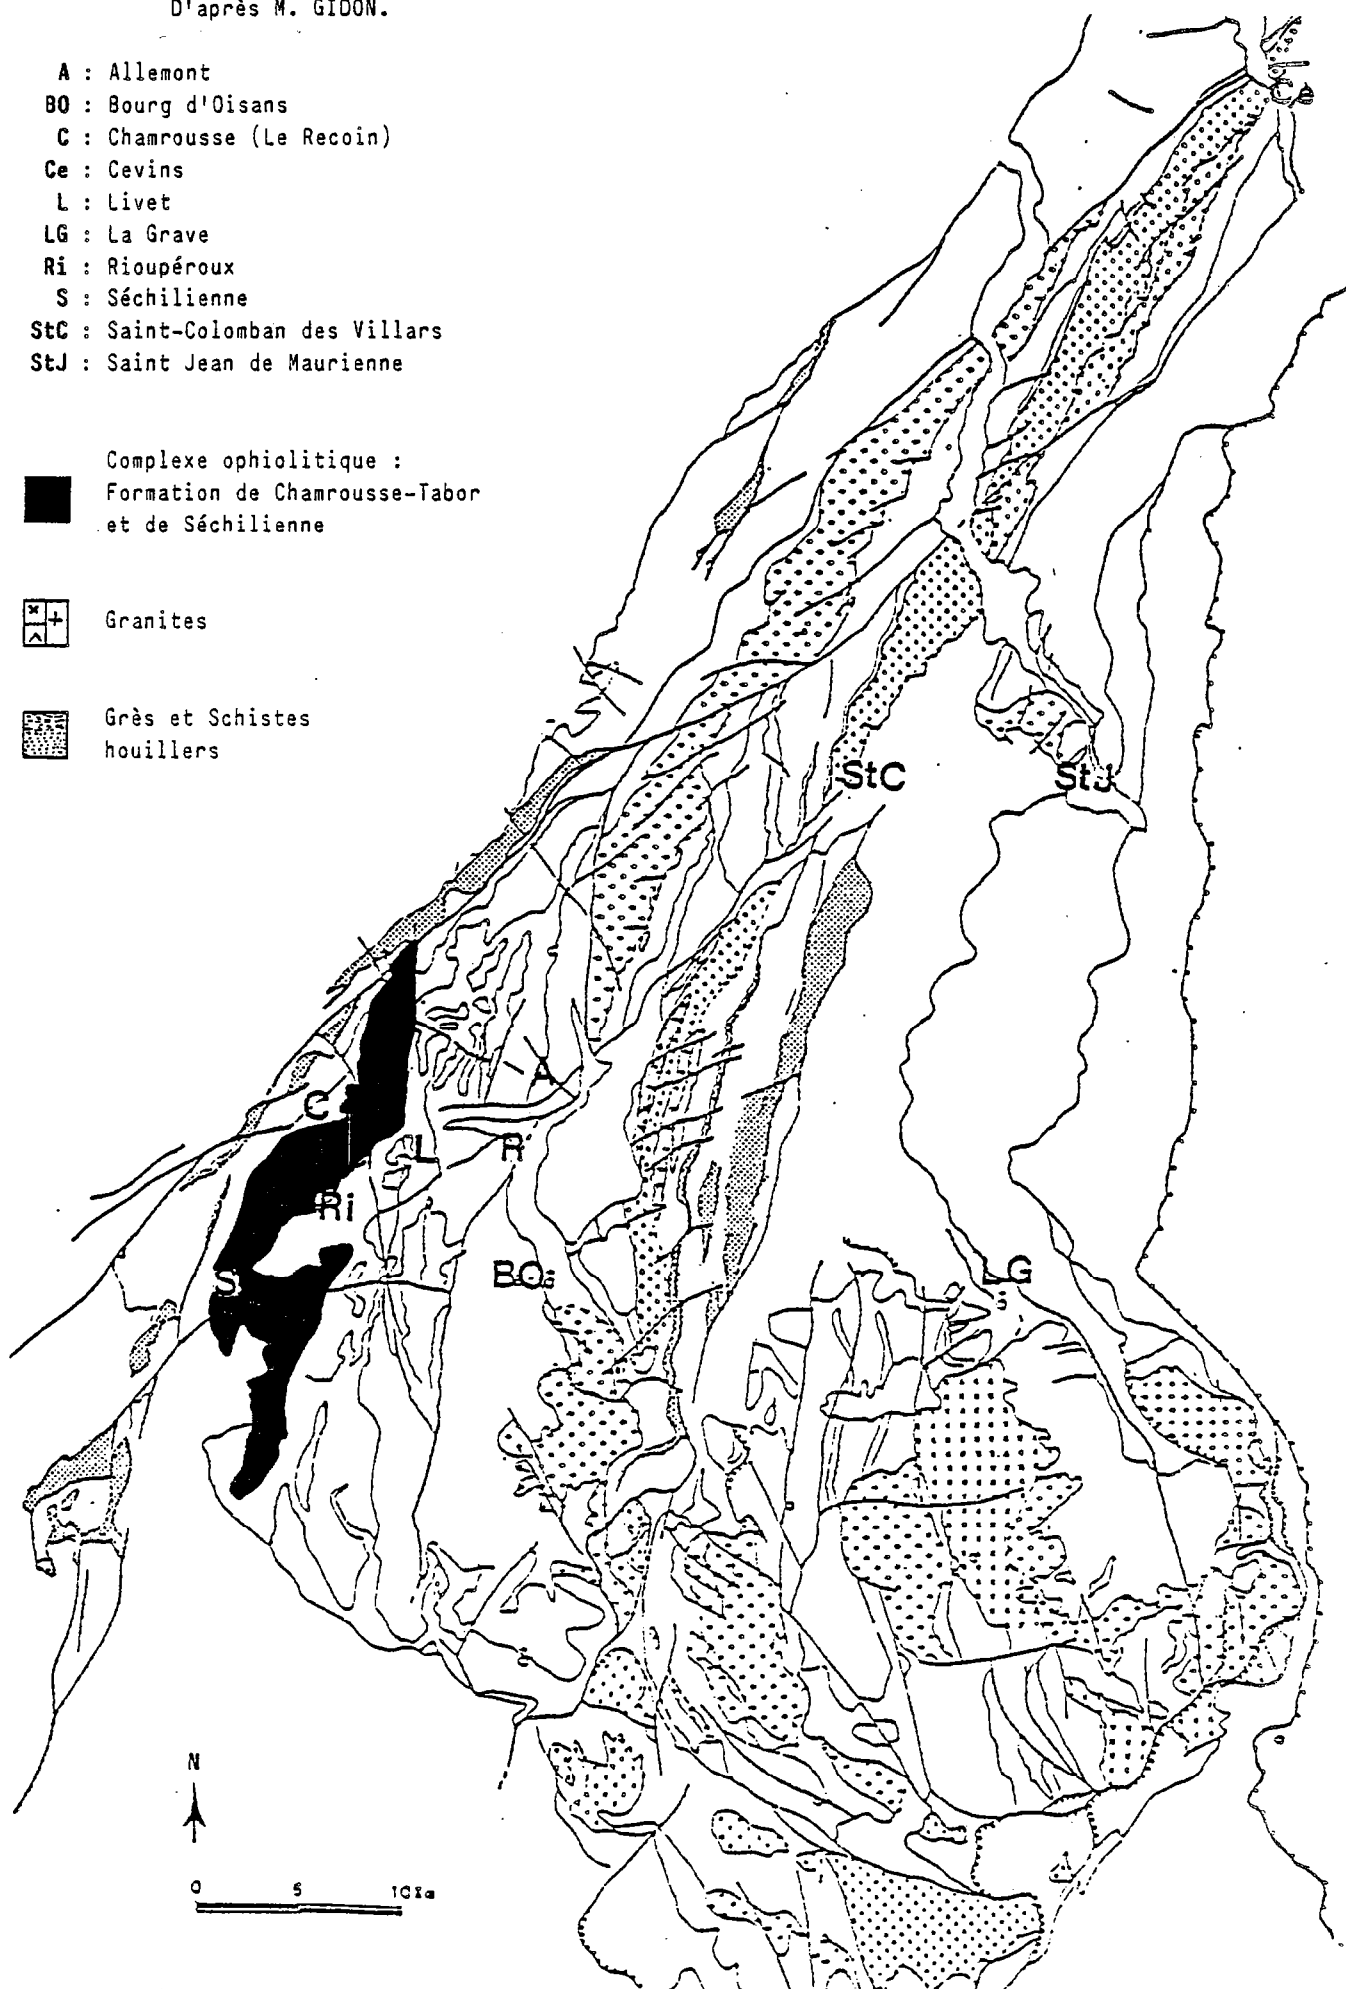 D'après M. GIDON.
A : Allemont
BO : Bourg d'Oisans
C : Chamrousse (Le Recoin)
Ce : Cevins
L : Livet
LG : La Grave
Ri : Rioupéroux
S : Séchilienne
StC : Saint-Colomban des Villars
StJ : Saint Jean de Maurienne
Complexe ophiolitique :
Formation de Chamrousse-Tabor
et de Séchilienne
Granites
Grès et Schistes
houillers
StC
StJ
A
C
L
R
Ri
S
BO
LG
N
0 5 10Km